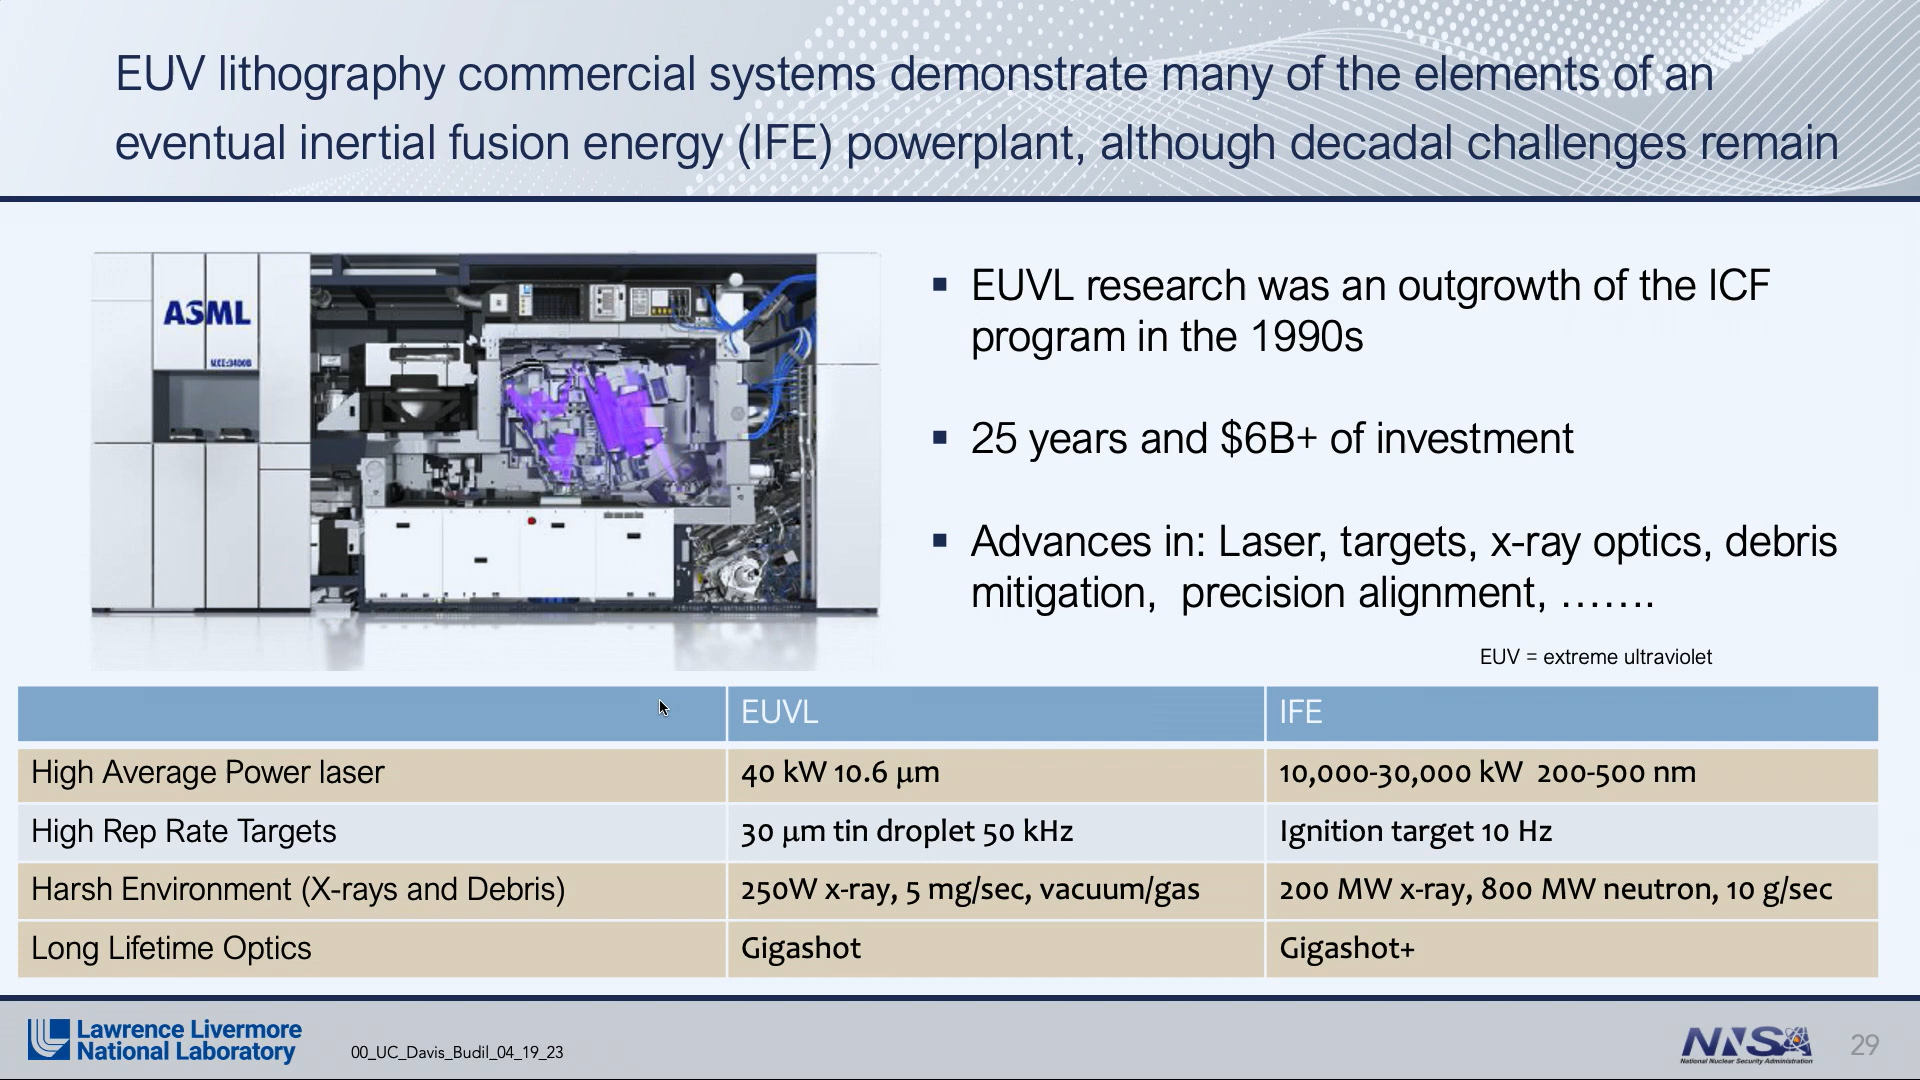 EUV lithography commercial systems demonstrate many of the elements of an
eventual inertial fusion energy (IFE) powerplant, although decadal challenges remain
ASML
NXE:3400B
▪ EUVL research was an outgrowth of the ICF
program in the 1990s
▪ 25 years and $6B+ of investment
▪ Advances in: Laser, targets, x-ray optics, debris
mitigation,  precision alignment, …….
EUV = extreme ultraviolet
EUVL IFE
High Average Power laser 40 kW 10.6 µm 10,000-30,000 kW  200-500 nm
High Rep Rate Targets 30 µm tin droplet 50 kHz Ignition target 10 Hz
Harsh Environment (X-rays and Debris) 250W x-ray, 5 mg/sec, vacuum/gas 200 MW x-ray, 800 MW neutron, 10 g/sec
Long Lifetime Optics Gigashot Gigashot+
Lawrence Livermore
National Laboratory
00_UC_Davis_Budil_04_19_23
NNSA
National Nuclear Security Administration
29